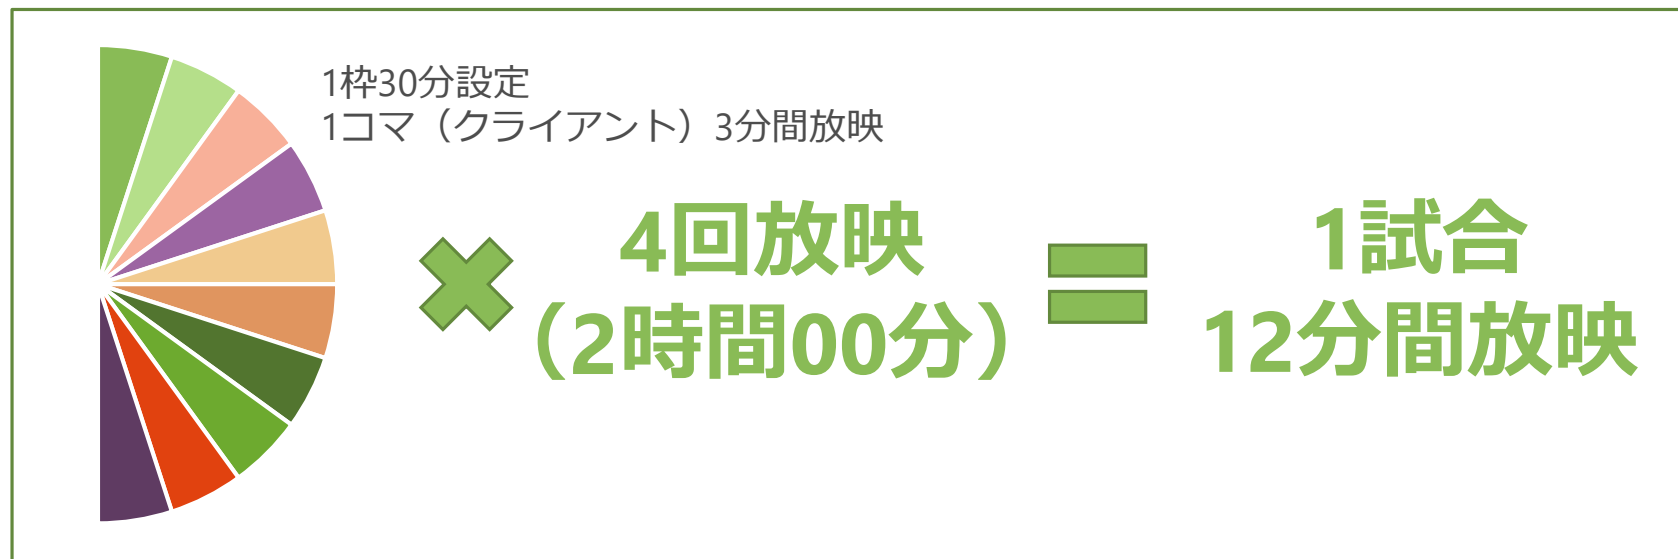 1枠30分設定
1コマ（クライアント）3分間放映
4回放映
（2時間00分）
1試合
12分間放映